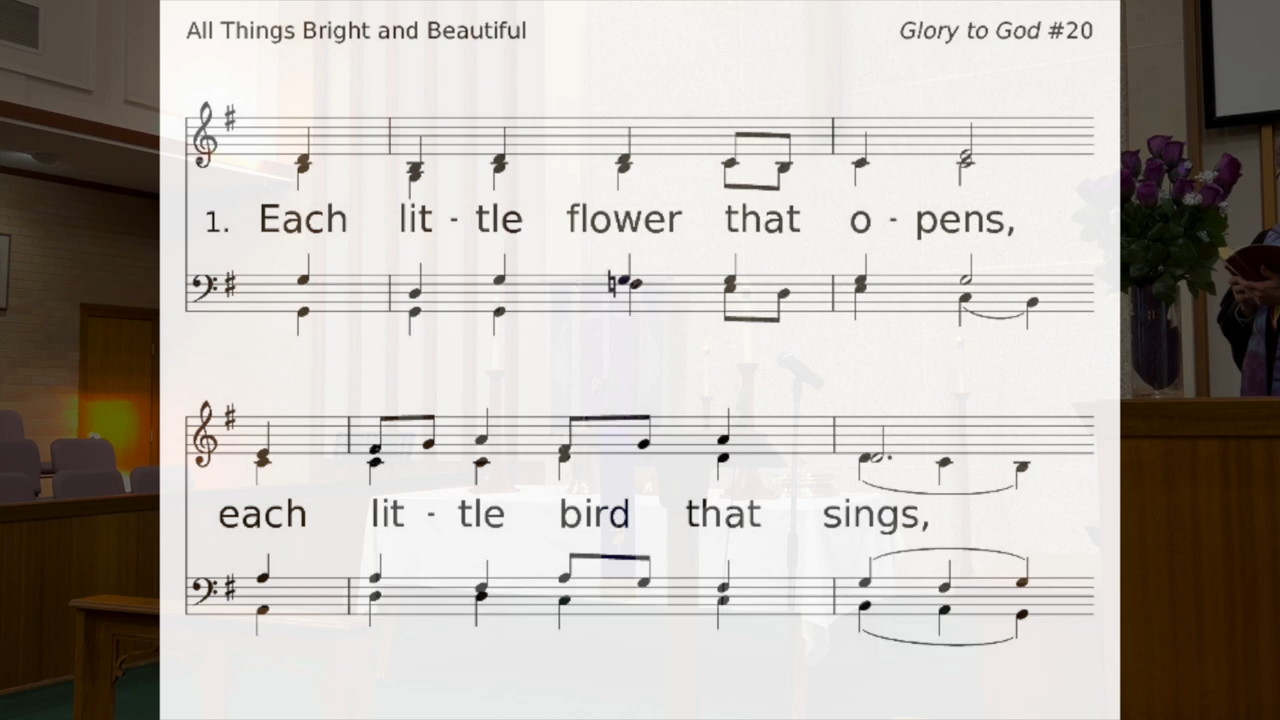 All Things Bright and Beautiful
Glory to God #20
1. Each lit - tle flower that o - pens,
each lit - tle bird that sings,